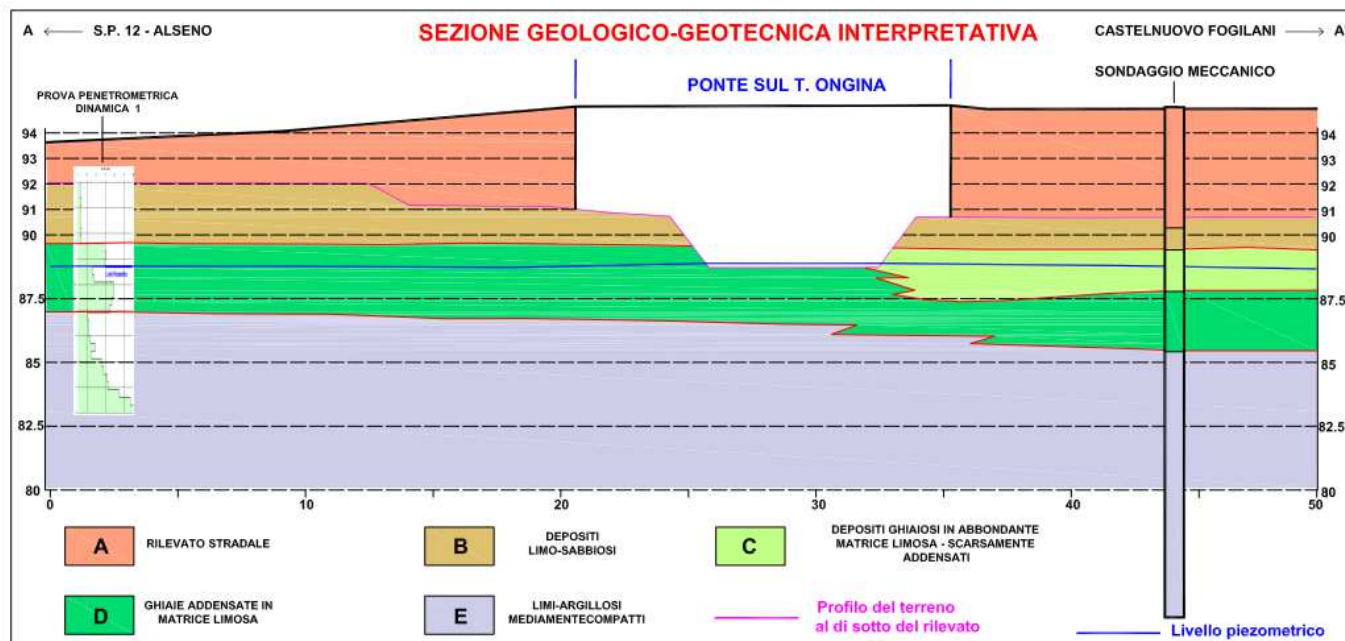 A S.P. 12 - ALSENO
SEZIONE GEOLOGICO-GEOTECNICA INTERPRETATIVA
CASTELNUOVO FOGILANI A'
PROVA PENETROMETRICA
DINAMICA 1
PONTE SUL T. ONGINA
SONDAGGIO MECCANICO
94 94
93 93
92 92
91 91
90 90
87.5 87.5
85 85
82.5 82.5
80 80
0 10 20 30 40 50
A RILEVATO STRADALE
B DEPOSITI
LIMO-SABBIOSI
C DEPOSITI GHIAIOSI IN ABBONDANTE
MATRICE LIMOSA - SCARSAMENTE
ADDENSATI
D GHIAIE ADDENSATE IN
MATRICE LIMOSA
E LIMI-ARGILLOSI
MEDIAMENTECOMPATTI
Profilo del terreno
al di sotto del rilevato
Livello piezometrico